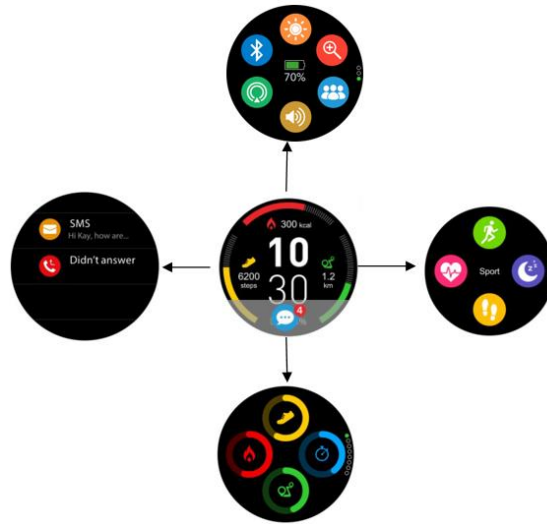 70%
SMS
Hi Kay, how are...
Didn't answer
300 kcal
10
30
6200
steps
1.2
km
4
Sport
z z